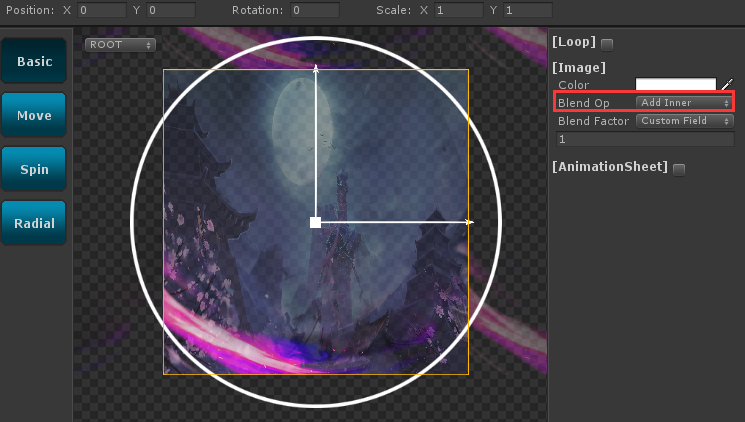 Position: X 0 Y 0 Rotation: 0 Scale: X 1 Y 1
ROOT
Basic
Move
Spin
Radial
[Loop]
[Image]
Color
Blend Op Add Inner
Blend Factor Custom Field
1
[AnimationSheet]